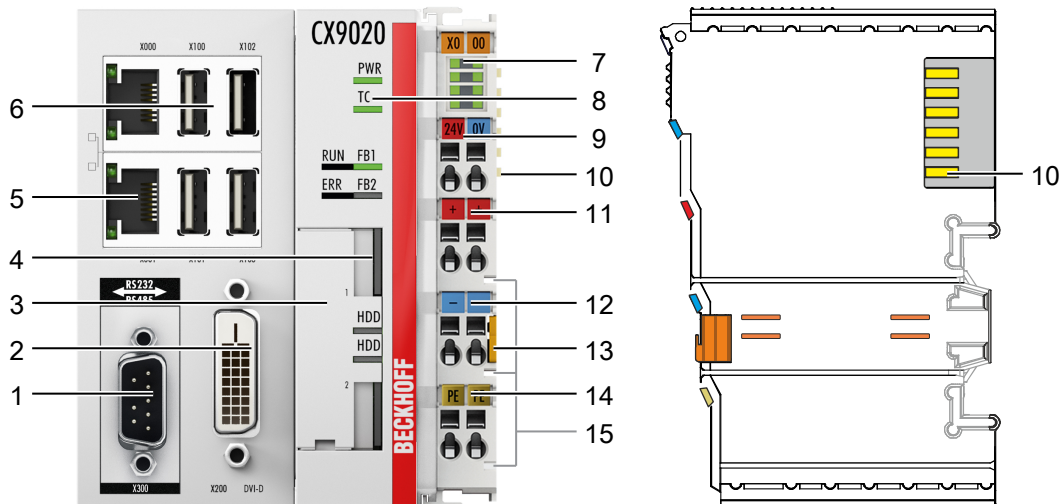 X000 X100 X102
CX9020
X0 00
PWR
7
6
TC
8
24V 0V
9
RUN FB1
10
10
ERR FB2
5
+ +
11
4
RS232
RS485
1
3
− 
12
HDD
2
HDD
13
1
2
PE PE
14
BECKHOFF
15
X300 X200 DVI-D